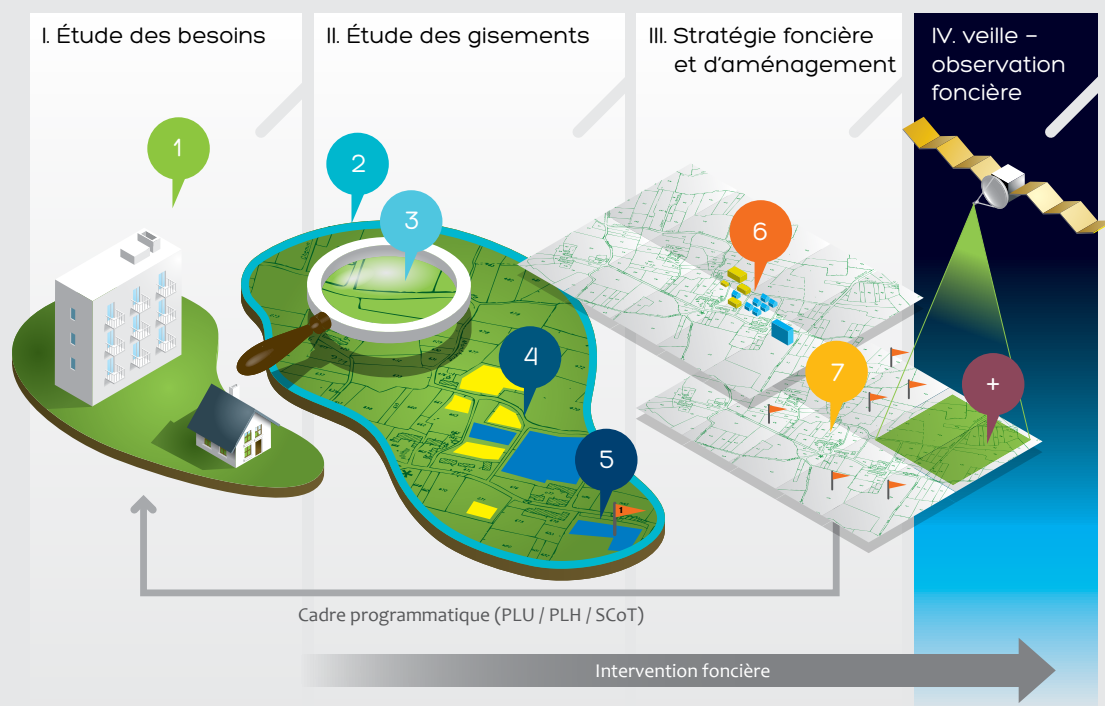 I. Étude des besoins
II. Étude des gisements
III. Stratégie foncière
et d'aménagement
IV. veille –
observation
foncière
1
2
3
4
5
1
6
7
+
Cadre programmatique (PLU / PLH / SCoT)
Intervention foncière